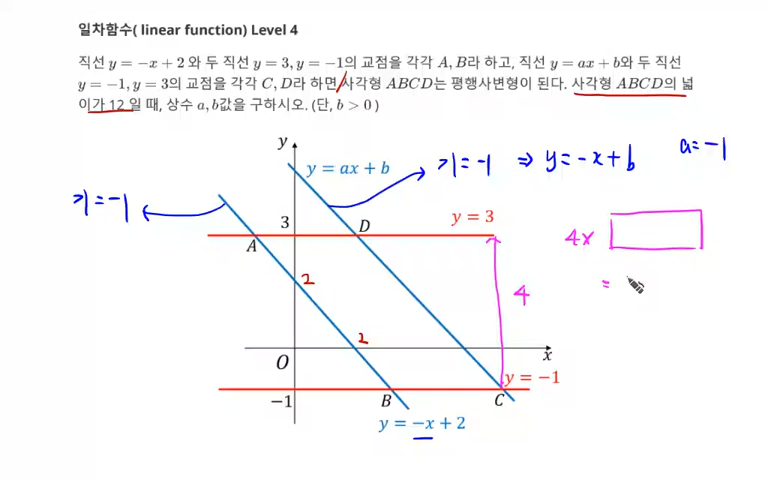 일차함수( linear function) Level 4
직선 y = −x + 2 와 두 직선 y = 3, y = −1의 교점을 각각 A, B라 하고, 직선 y = ax + b와 두 직선
y = −1, y = 3의 교점을 각각 C, D라 하면 사각형 ABCD는 평행사변형이 된다. 사각형 ABCD의 넓
이가 12 일 때, 상수 a, b값을 구하시오. (단, b > 0 )
y
y = ax + b
기 = -1 ⇒ y = -x + b
a = -1
기 = -1
3
A
D
y = 3
4x
=
2
4
2
O
x
y = −1
−1
B
C
y = −x + 2